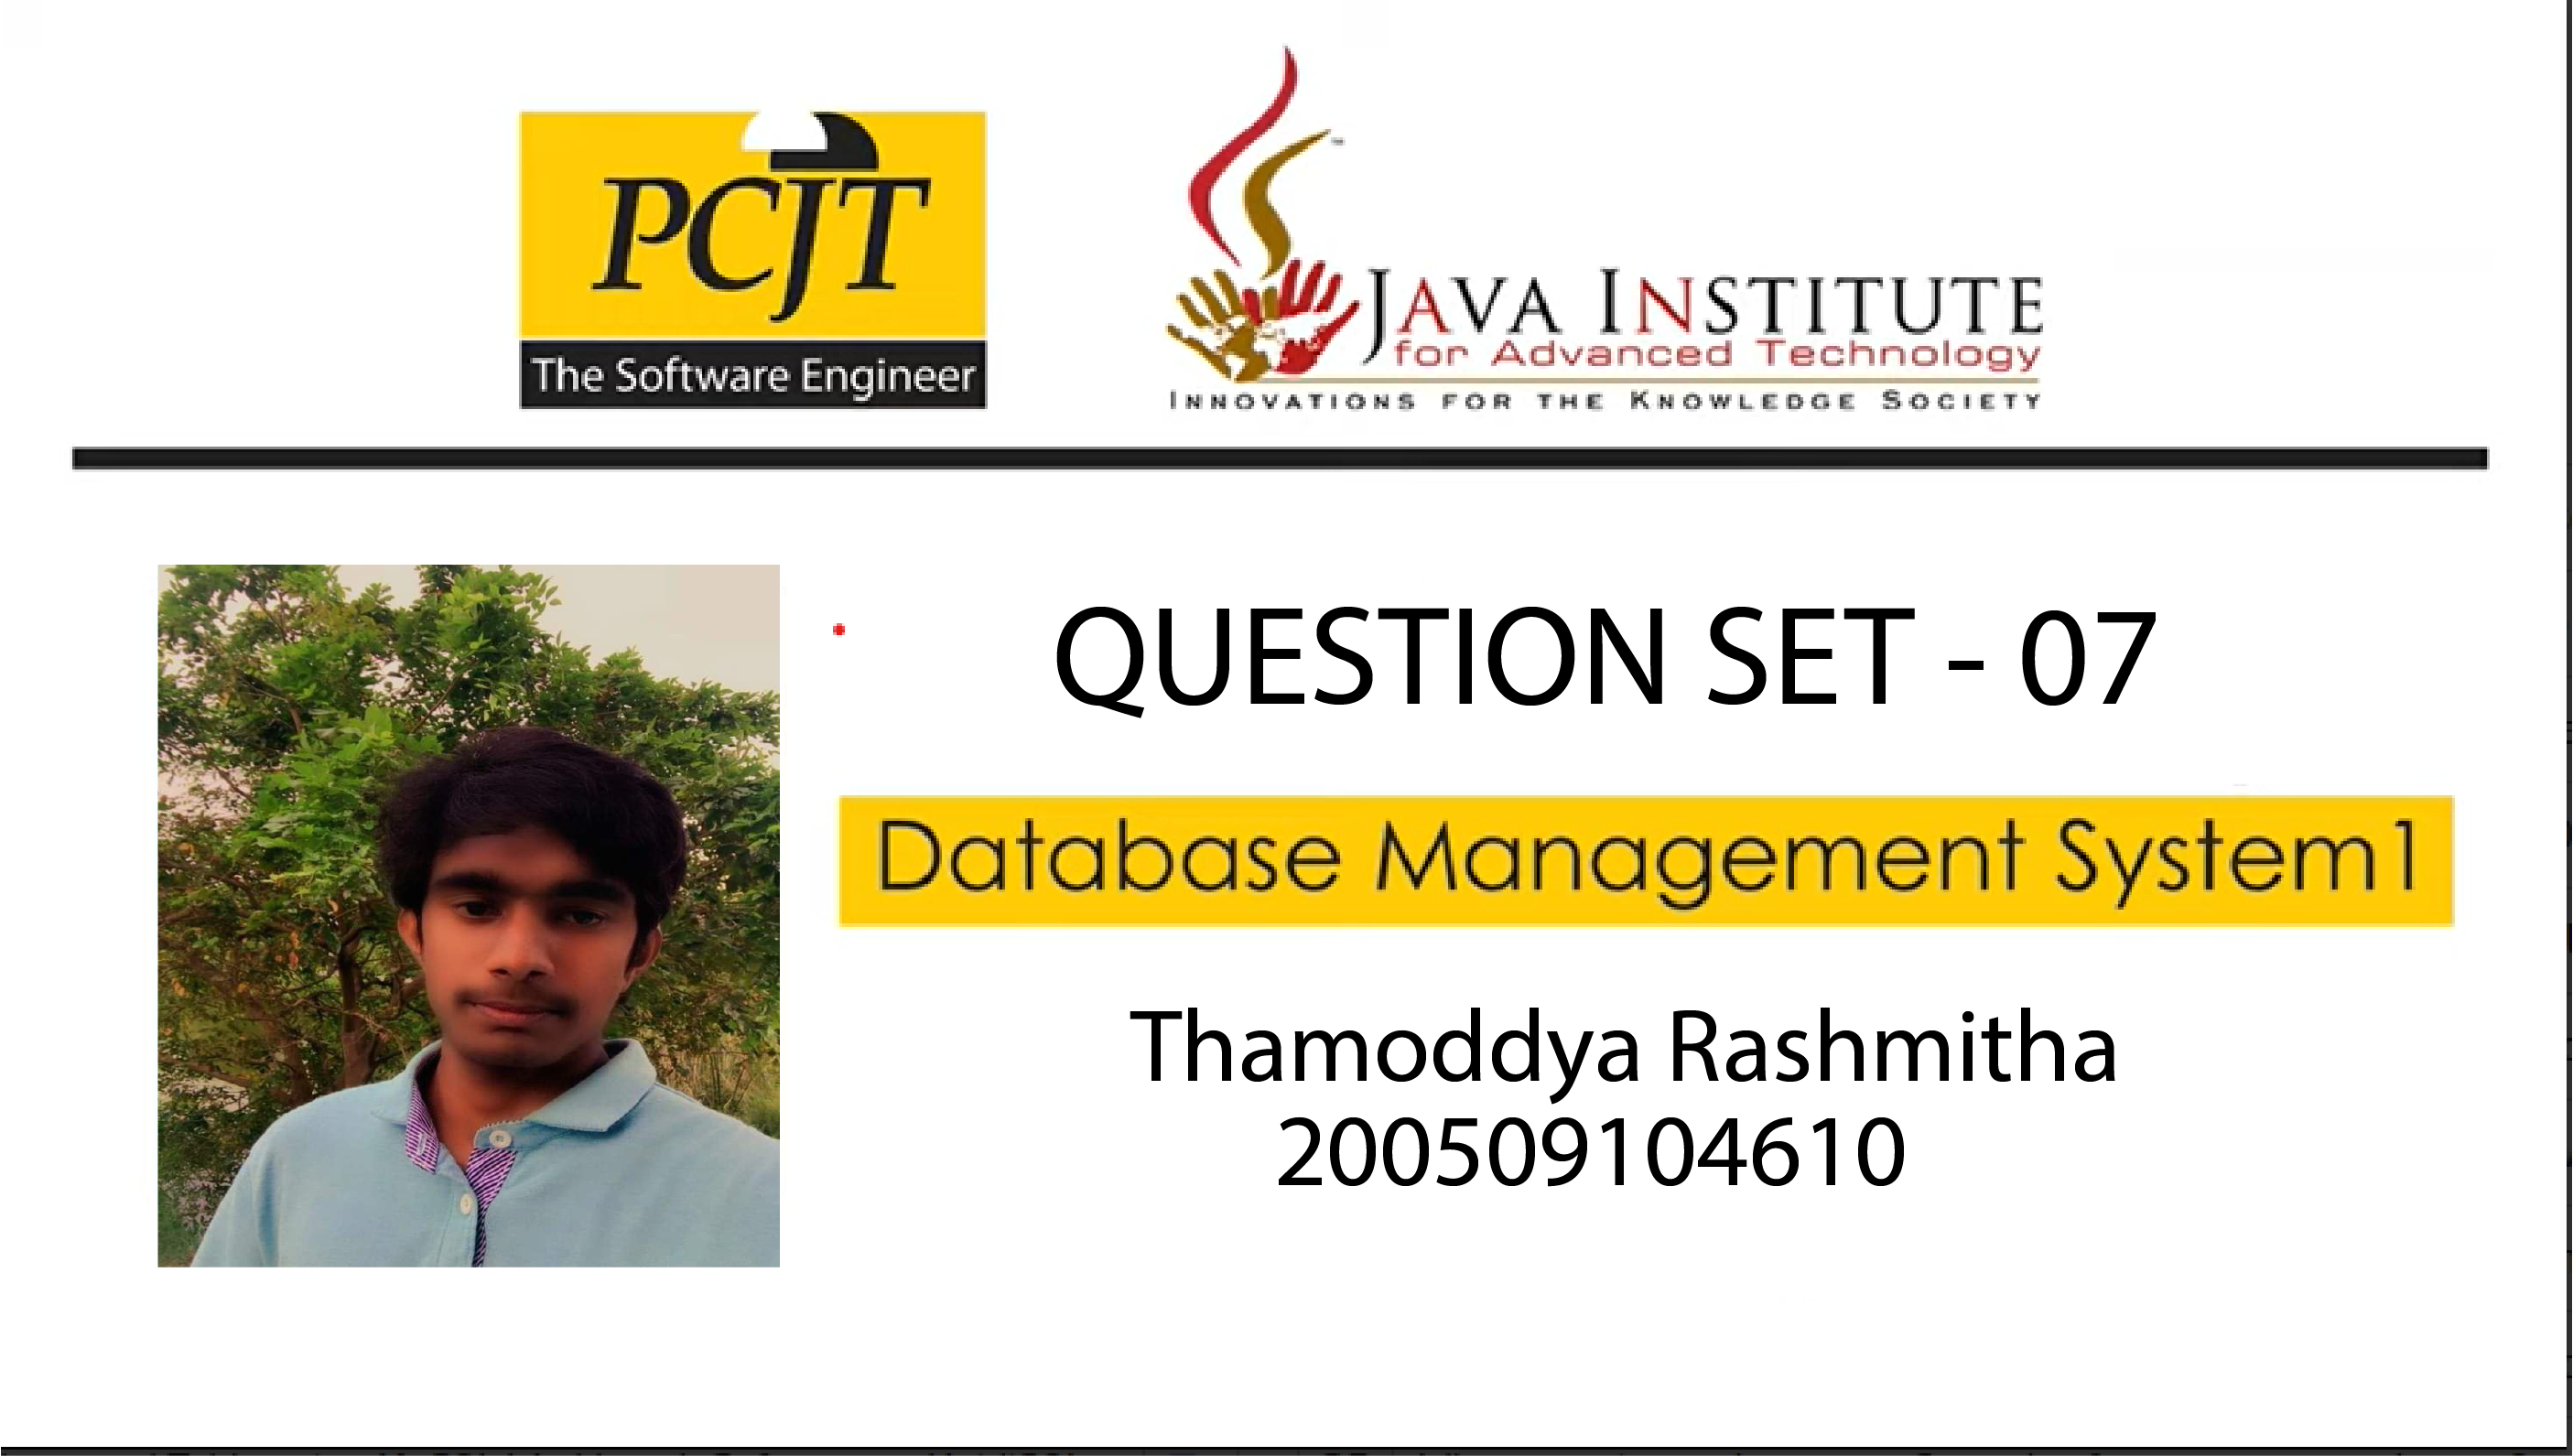 PCJT
The Software Engineer
JAVA INSTITUTE
for Advanced Technology
INNOVATIONS FOR THE KNOWLEDGE SOCIETY
QUESTION SET - 07
Database Management System1
Thamoddya Rashmitha
200509104610